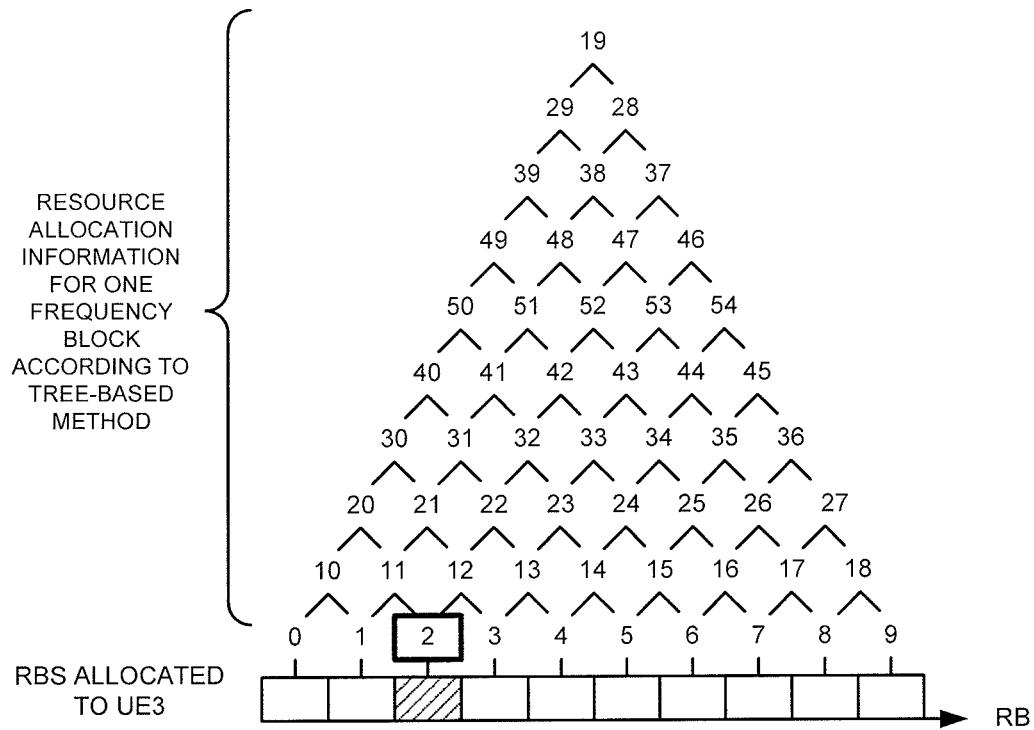 19
29 28
39 38 37
49 48 47 46
50 51 52 53 54
40 41 42 43 44 45
30 31 32 33 34 35 36
20 21 22 23 24 25 26 27
10 11 12 13 14 15 16 17 18
0 1 2 3 4 5 6 7 8 9
RESOURCE
ALLOCATION
INFORMATION
FOR ONE
FREQUENCY
BLOCK
ACCORDING TO
TREE-BASED
METHOD
RBS ALLOCATED
TO UE3
RB